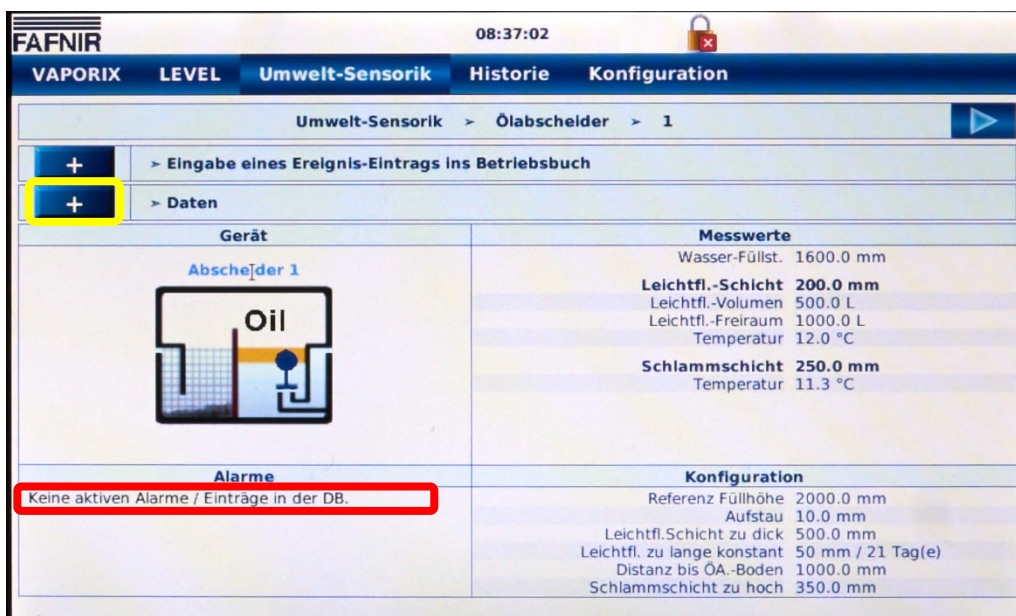 FAFNIR
08:37:02
VAPORIX LEVEL Umwelt-Sensorik Historie Konfiguration
Umwelt-Sensorik ➢ Ölabscheider ➢ 1
+ ➢ Eingabe eines Ereignis-Eintrags ins Betriebsbuch
+ ➢ Daten
Gerät
Abscheider 1
Oil
Messwerte
Wasser-Füllst. 1600.0 mm
Leichtfl.-Schicht 200.0 mm
Leichtfl.-Volumen 500.0 L
Leichtfl.-Freiraum 1000.0 L
Temperatur 12.0 °C
Schlammschicht 250.0 mm
Temperatur 11.3 °C
Alarme
Keine aktiven Alarme / Einträge in der DB.
Konfiguration
Referenz Füllhöhe 2000.0 mm
Aufstau 10.0 mm
Leichtfl.Schicht zu dick 500.0 mm
Leichtfl. zu lange konstant 50 mm / 21 Tag(e)
Distanz bis ÖA.-Boden 1000.0 mm
Schlammschicht zu hoch 350.0 mm